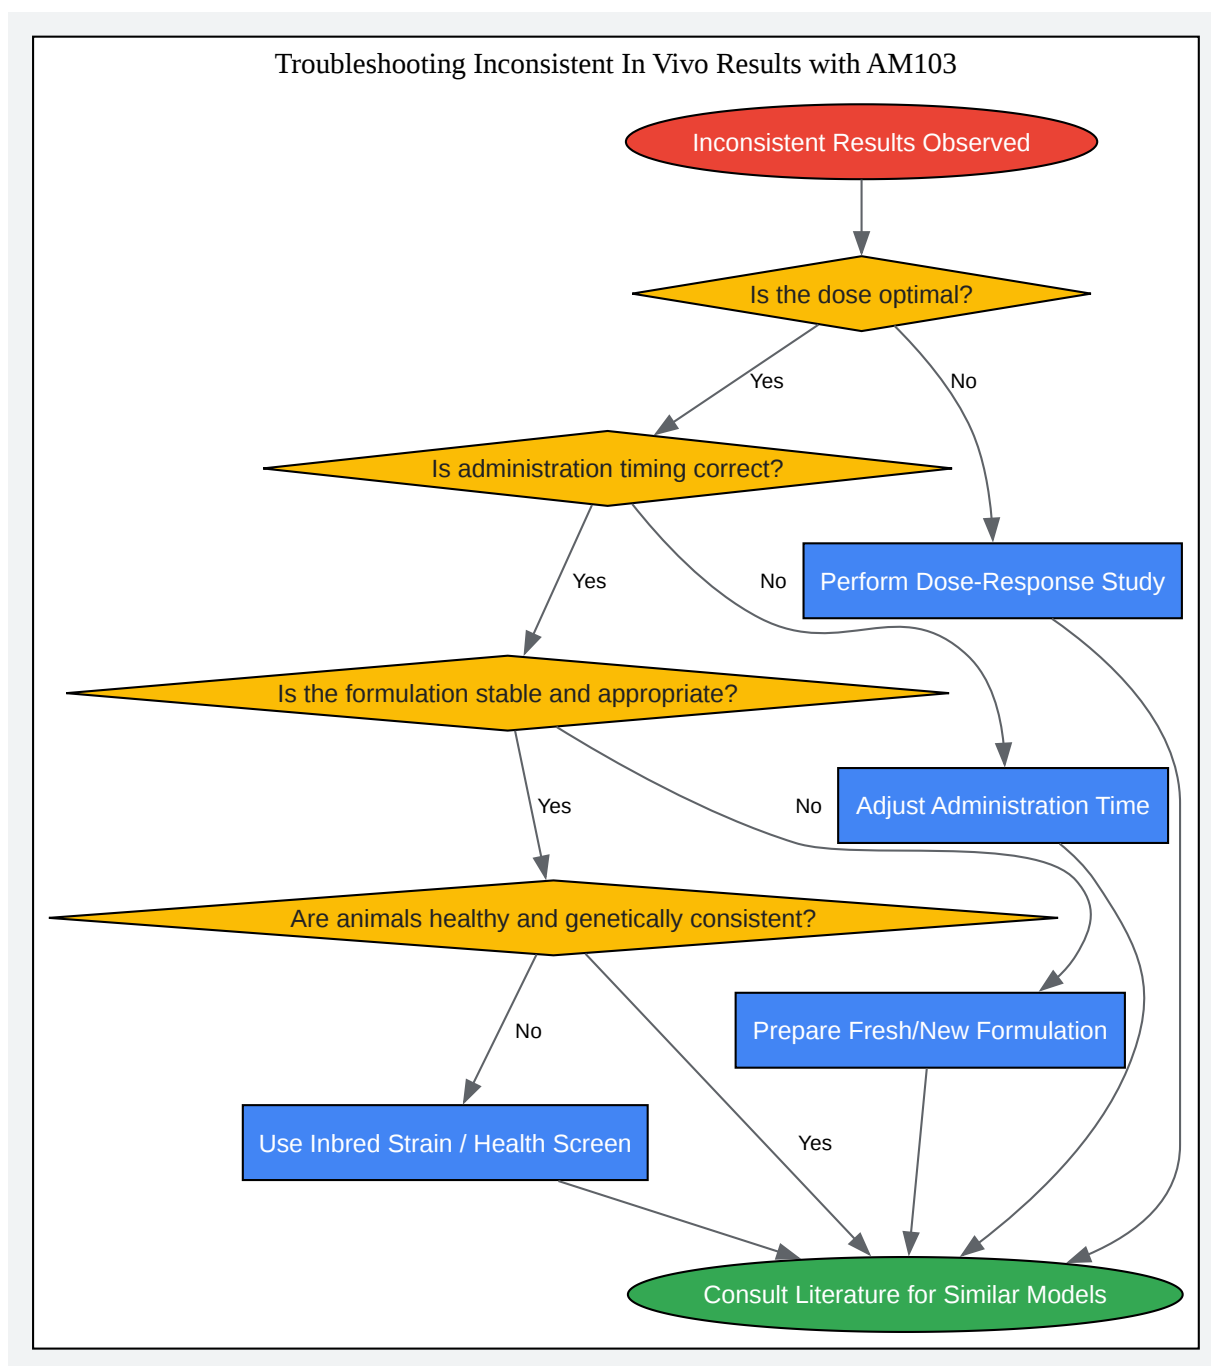 Troubleshooting Inconsistent In Vivo Results with AM103
Inconsistent Results Observed
Is the dose optimal?
Yes
No
Is administration timing correct?
Yes
No
Perform Dose-Response Study
Is the formulation stable and appropriate?
Yes
No
Adjust Administration Time
Are animals healthy and genetically consistent?
No
Prepare Fresh/New Formulation
Use Inbred Strain / Health Screen
Yes
Consult Literature for Similar Models